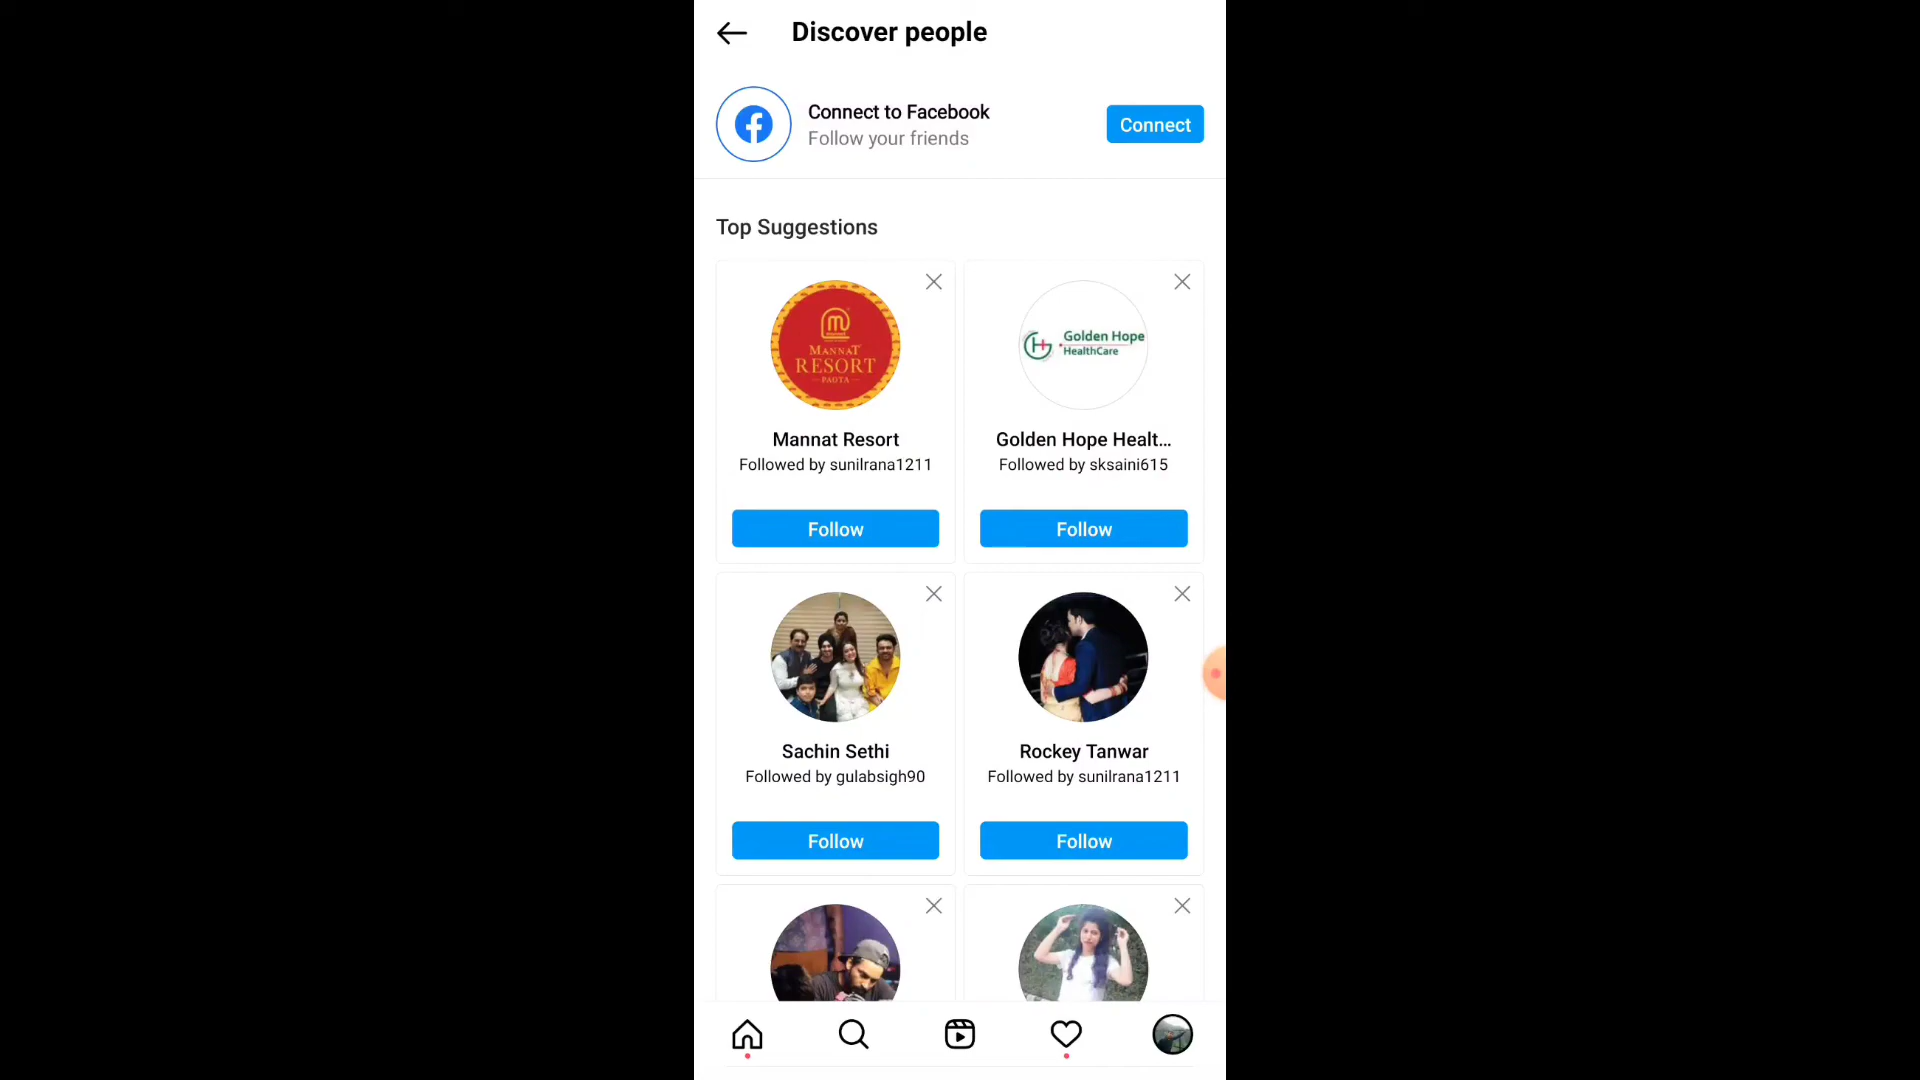 Discover people
Connect to Facebook
Follow your friends
Connect
Top Suggestions
MANNAT
RESORT
PAOTA
Mannat Resort
Followed by sunilrana1211
Follow
Golden Hope
HealthCare
Golden Hope Healt...
Followed by sksaini615
Follow
Sachin Sethi
Followed by gulabsigh90
Follow
Rockey Tanwar
Followed by sunilrana1211
Follow